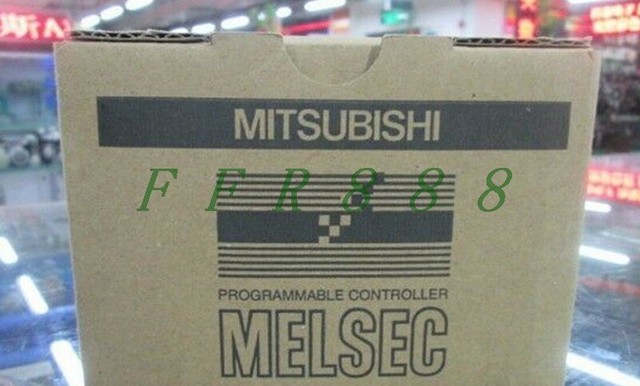 MITSUBISHI
FFR888
PROGRAMMABLE CONTROLLER
MELSEC